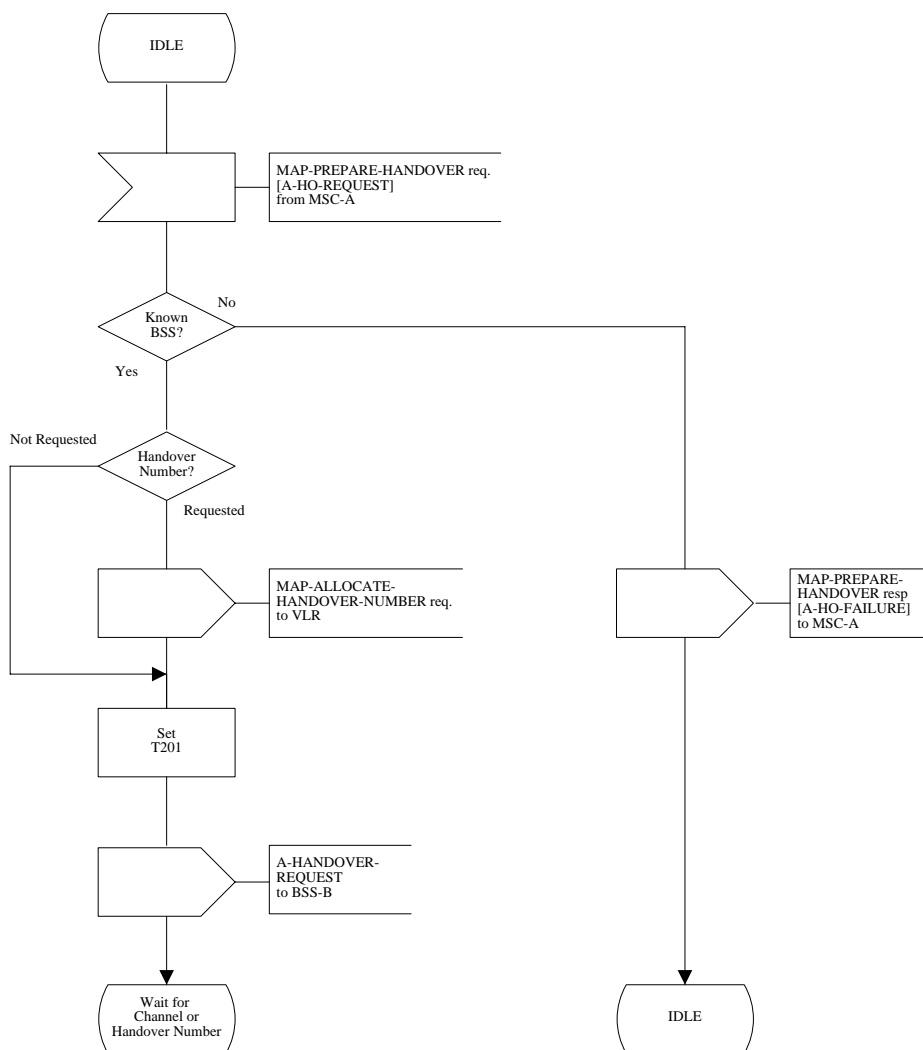 IDLE
MAP-PREPARE-HANDOVER req.
[A-HO-REQUEST]
from MSC-A
No
Known
BSS?
Yes
Not Requested
Handover
Number?
Requested
MAP-ALLOCATE-
HANDOVER-NUMBER req.
to VLR
MAP-PREPARE-
HANDOVER resp
[A-HO-FAILURE]
to MSC-A
Set
T201
A-HANDOVER-
REQUEST
to BSS-B
Wait for
Channel or
Handover Number
IDLE